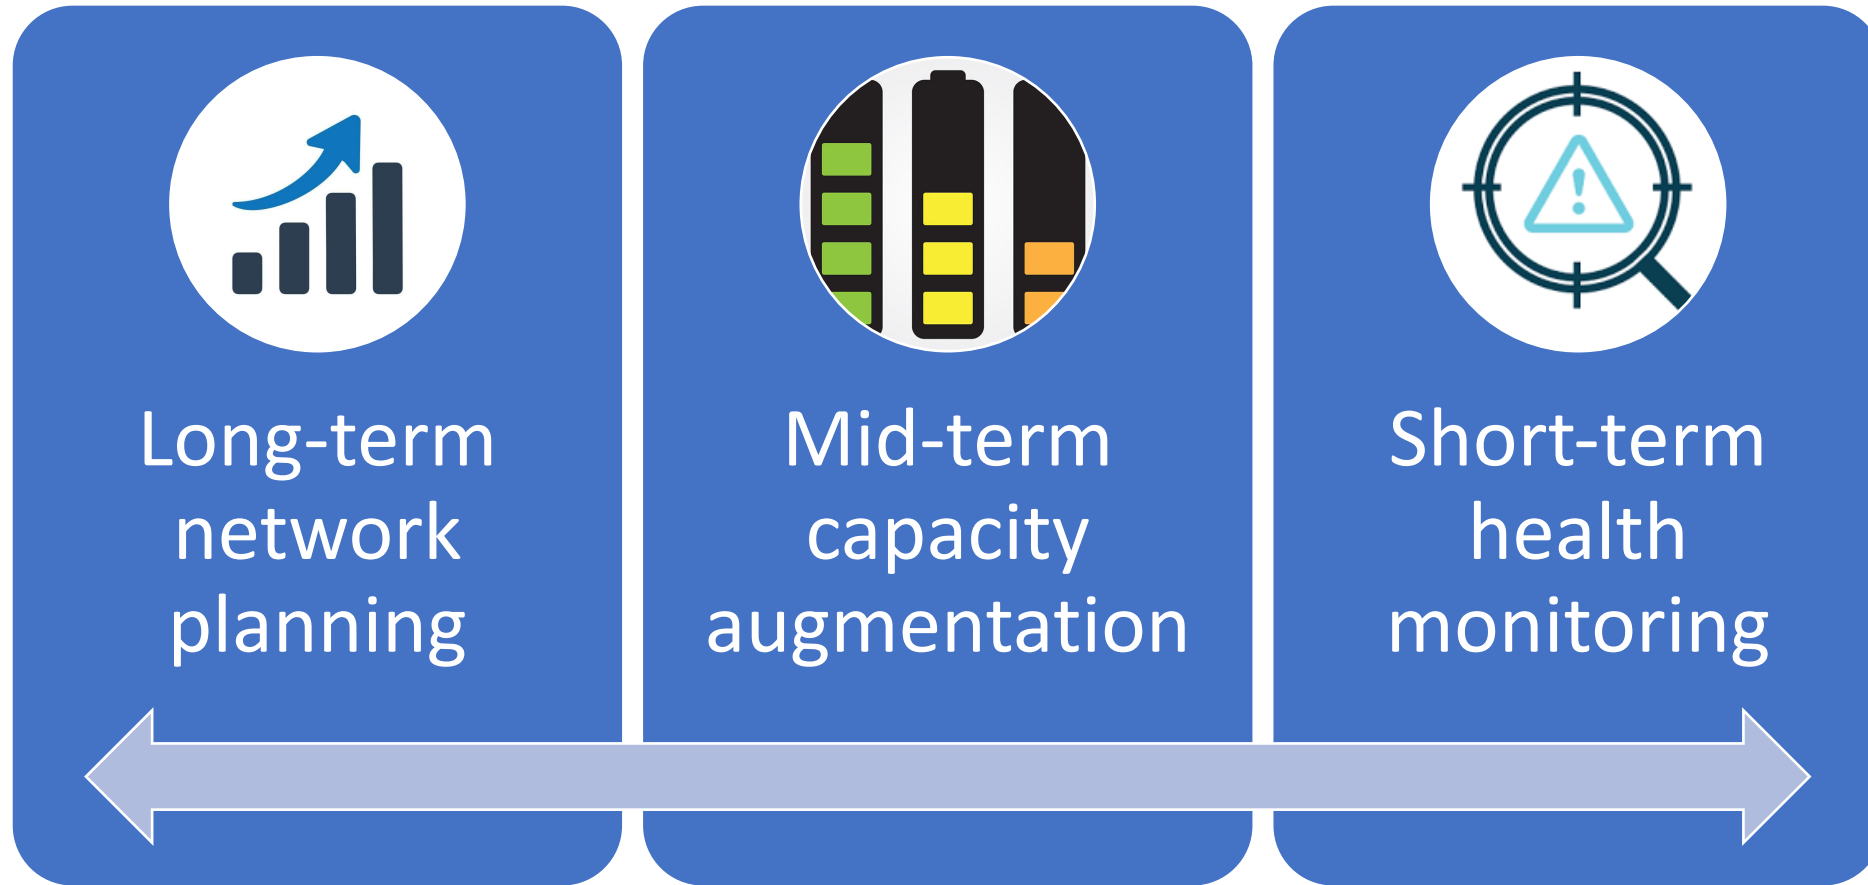 Long-term
network
planning
Mid-term
capacity
augmentation
Short-term
health
monitoring